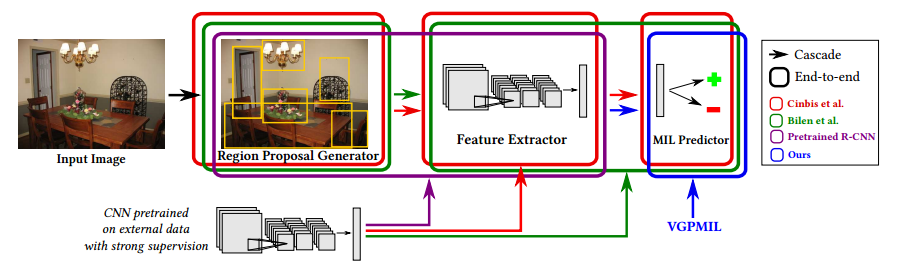 Input Image
Region Proposal Generator
Feature Extractor
MIL Predictor
Cascade
End-to-end
Cinbis et al.
Bilen et al.
Pretrained R-CNN
Ours
CNN pretrained
on external data
with strong supervision
VGPMIL